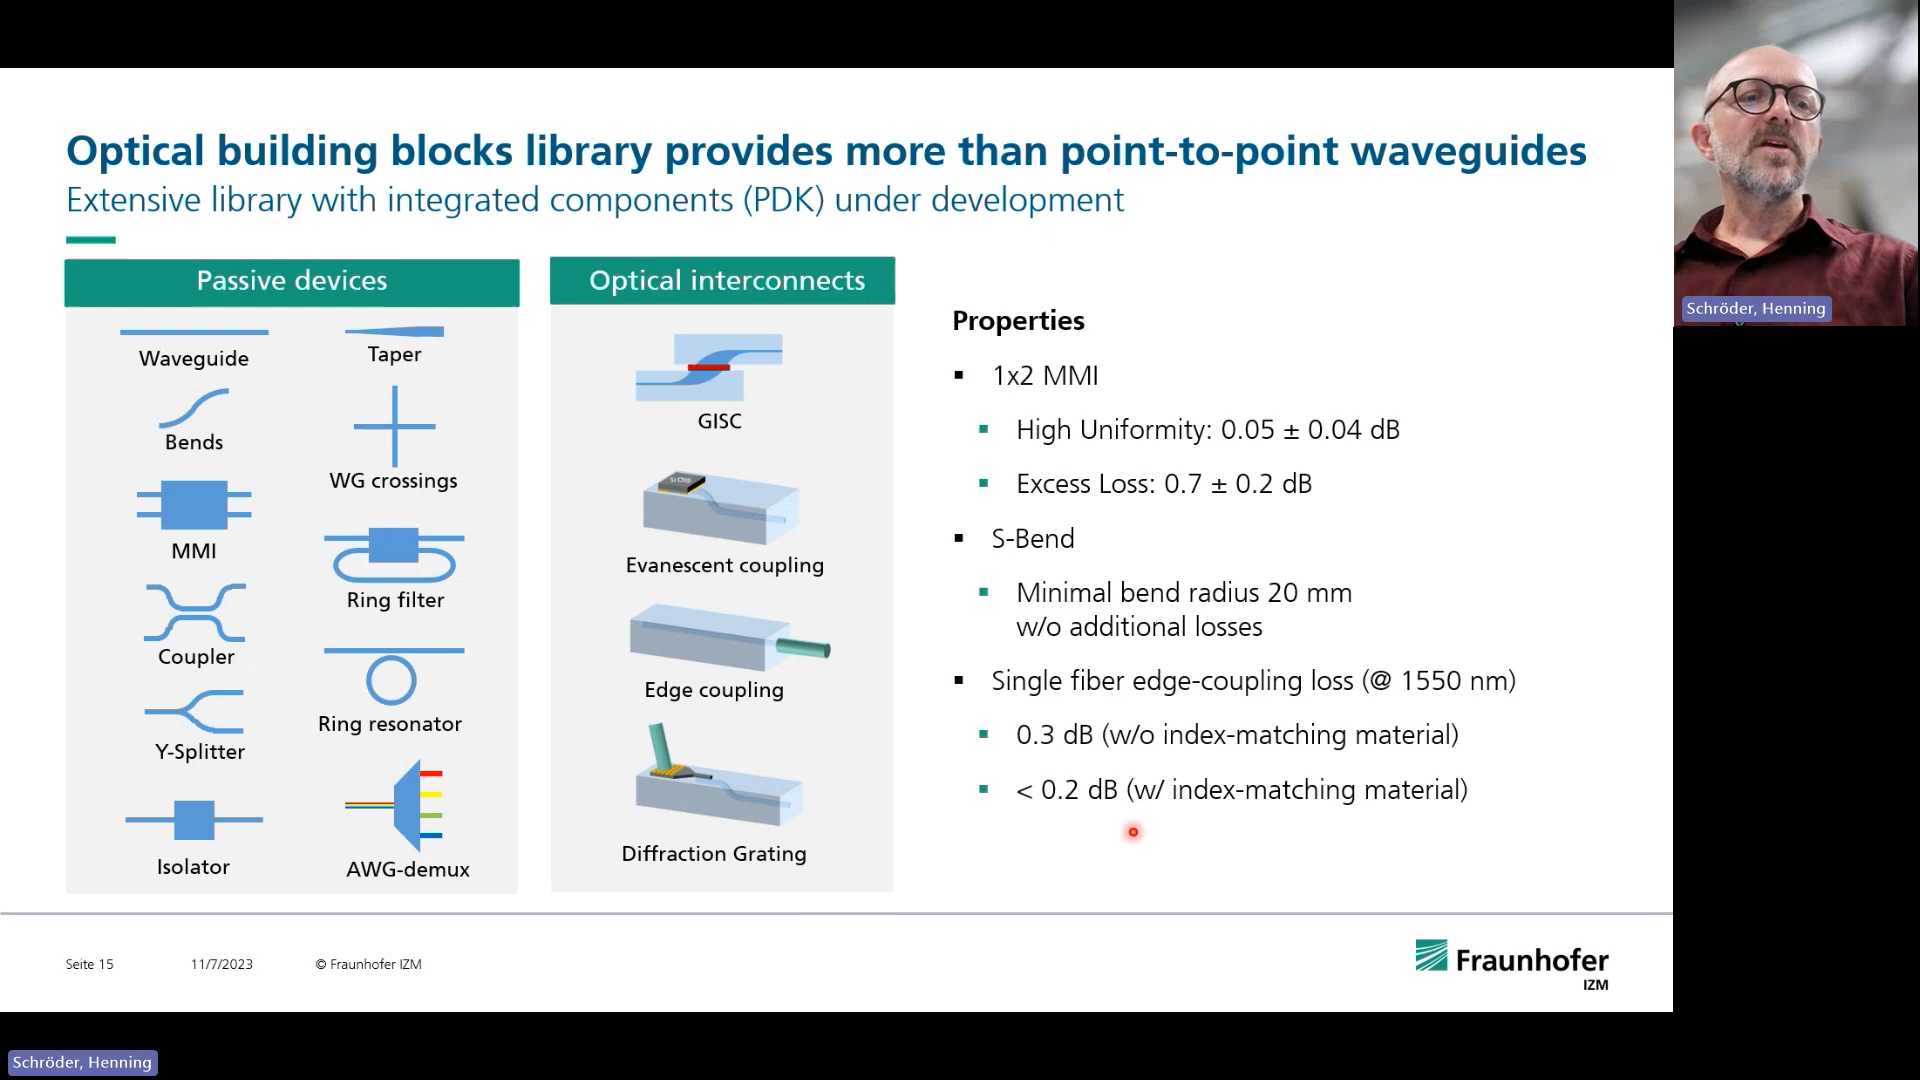 Optical building blocks library provides more than point-to-point waveguides
Extensive library with integrated components (PDK) under development
Passive devices
Waveguide
Taper
Bends
WG crossings
MMI
Ring filter
Coupler
Ring resonator
Y-Splitter
Isolator
AWG-demux
Optical interconnects
GISC
Si-Chip
Evanescent coupling
Edge coupling
Diffraction Grating
Properties
▪ 1x2 MMI
▪ High Uniformity: 0.05 ± 0.04 dB
▪ Excess Loss: 0.7 ± 0.2 dB
▪ S-Bend
▪ Minimal bend radius 20 mm
w/o additional losses
▪ Single fiber edge-coupling loss (@ 1550 nm)
▪ 0.3 dB (w/o index-matching material)
▪ < 0.2 dB (w/ index-matching material)
Seite 15
11/7/2023
© Fraunhofer IZM
Fraunhofer
IZM
Schröder, Henning
Schröder, Henning